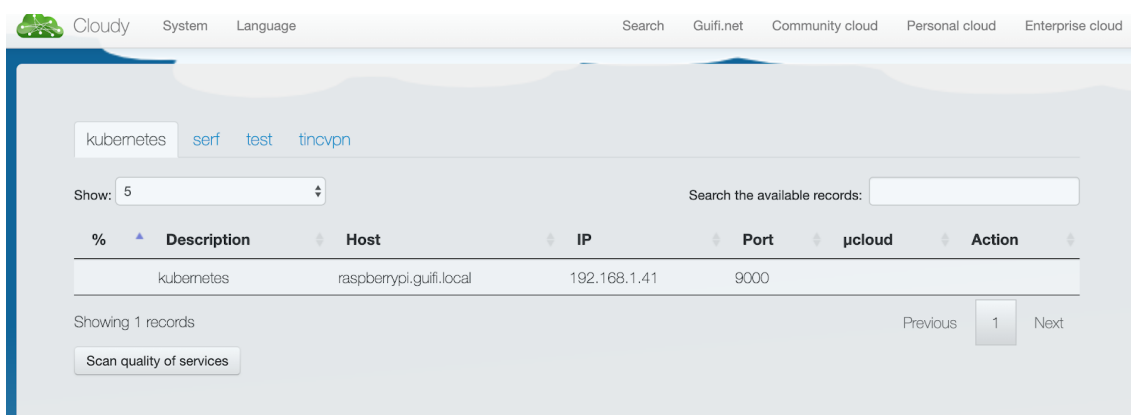 Cloudy System Language Search Guifi.net Community cloud Personal cloud Enterprise cloud
kubernetes serf test tincvpn
Show: 5 Search the available records:
% Description Host IP Port µcloud Action
kubernetes raspberrypi.guifi.local 192.168.1.41 9000
Showing 1 records Previous 1 Next
Scan quality of services